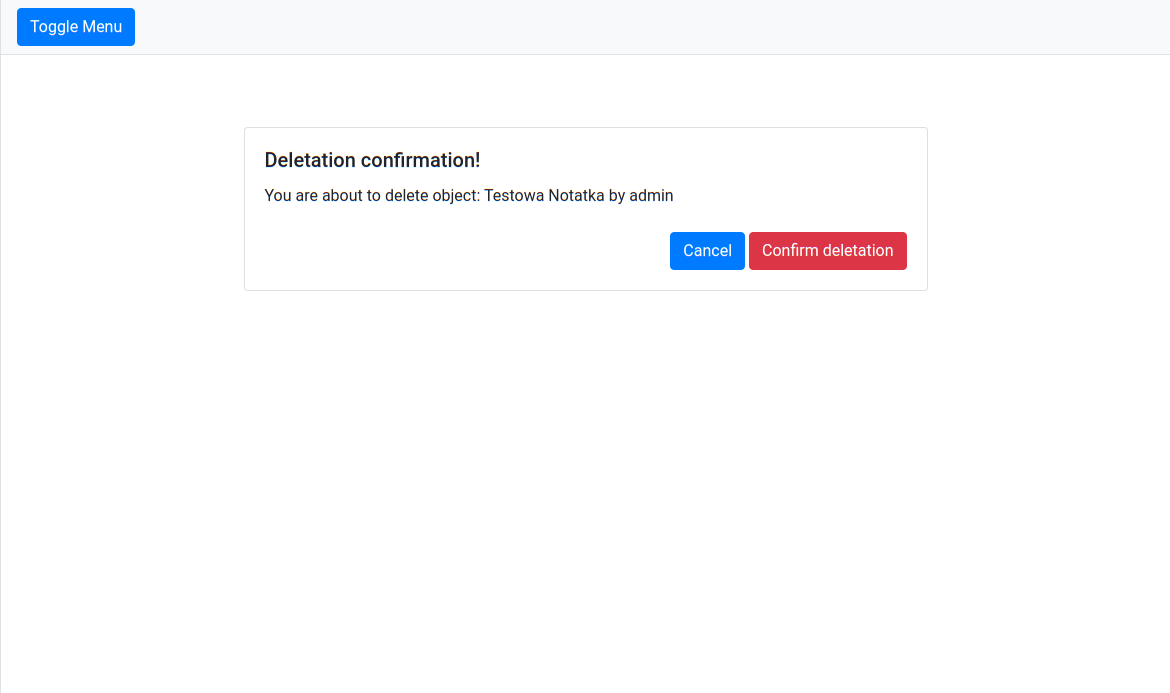 Toggle Menu
Deletation confirmation!
You are about to delete object: Testowa Notatka by admin
Cancel Confirm deletation